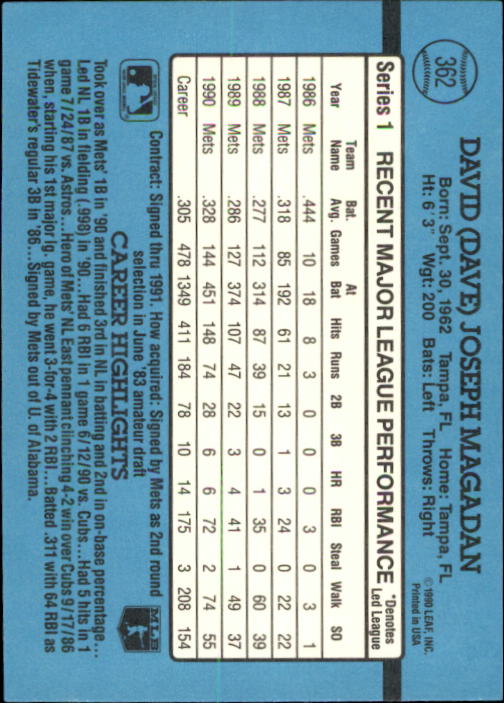 362
DAVID (DAVE) JOSEPH MAGADAN
Born: Sept. 30, 1962 Tampa, FL Home: Tampa, FL
Ht: 6' 3" Wgt: 200 Bats: Left Throws: Right
© 1990 LEAF, INC.
Printed in USA
Series 1 RECENT MAJOR LEAGUE PERFORMANCE *Denotes Led League
Year Team Name Bat. Avg. Games At Bat Hits Runs 2B 3B HR RBI Steal Walk SO
1986 Mets .444 10 18 8 3 0 0 0 3 0 3 1
1987 Mets .318 85 192 61 21 13 1 3 24 0 22 22
1988 Mets .277 112 314 87 39 15 0 1 35 0 60 39
1989 Mets .286 127 374 107 47 22 3 4 41 1 49 37
1990 Mets .328 144 451 148 74 28 6 6 72 2 74 55
Career .305 478 1349 411 184 78 10 14 175 3 208 154
Contract: Signed thru 1991. How acquired: Signed by Mets as 2nd round
selection in June '83 amateur draft
CAREER HIGHLIGHTS
MLB
Took over as Mets' 1B in '90 and finished 3rd in NL in batting and 2nd in on-base percentage...
Led NL 1B in fielding (.998) in '90...Had 6 RBI in 1 game 6/12/90 vs. Cubs...Had 5 hits in 1
game 7/24/87 vs. Astros...Hero of Mets' NL East pennant clinching 4-2 win over Cubs 9/17/86
when, starting his 1st major lg. game, he went 3-for-4 with 2 RBI...Batted .311 with 64 RBI as
Tidewater's regular 3B in '86...Signed by Mets out of U. of Alabama.